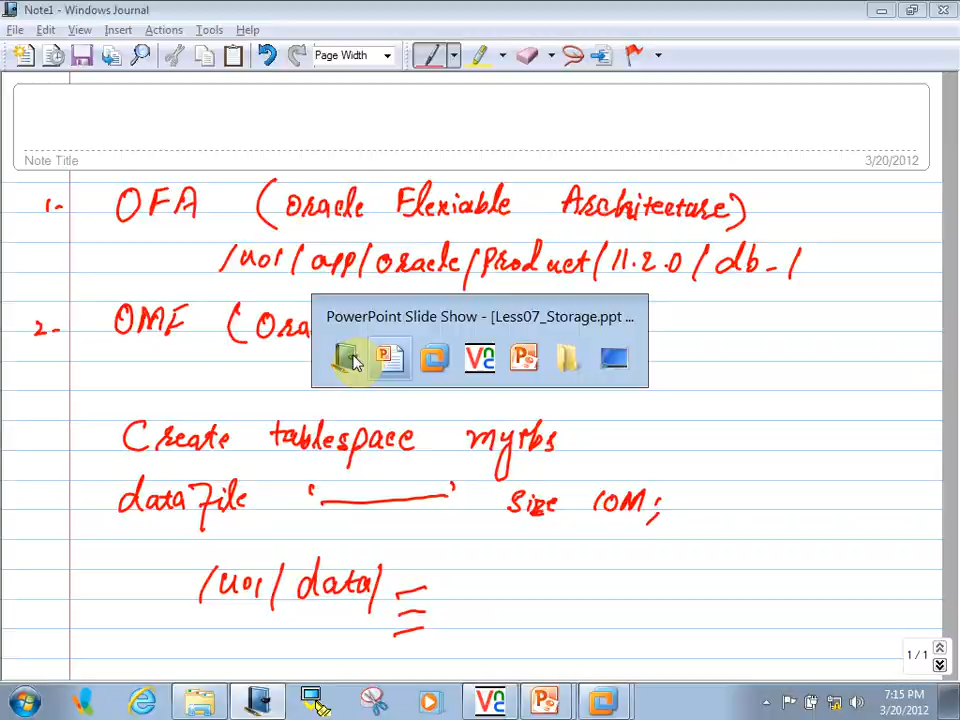 Note1 - Windows Journal
File Edit View Insert Actions Tools Help
Page Width
Note Title 3/20/2012
1- OFA (Oracle Flexiable Architecture)
/u01/app/oracle/product/11.2.0/db_1
2- OMF (Ora
PowerPoint Slide Show - [Less07_Storage.ppt ...
Create tablespace mytbs
datafile '———' size 10M;
/u01/data/
1 / 1
7:15 PM
3/20/2012